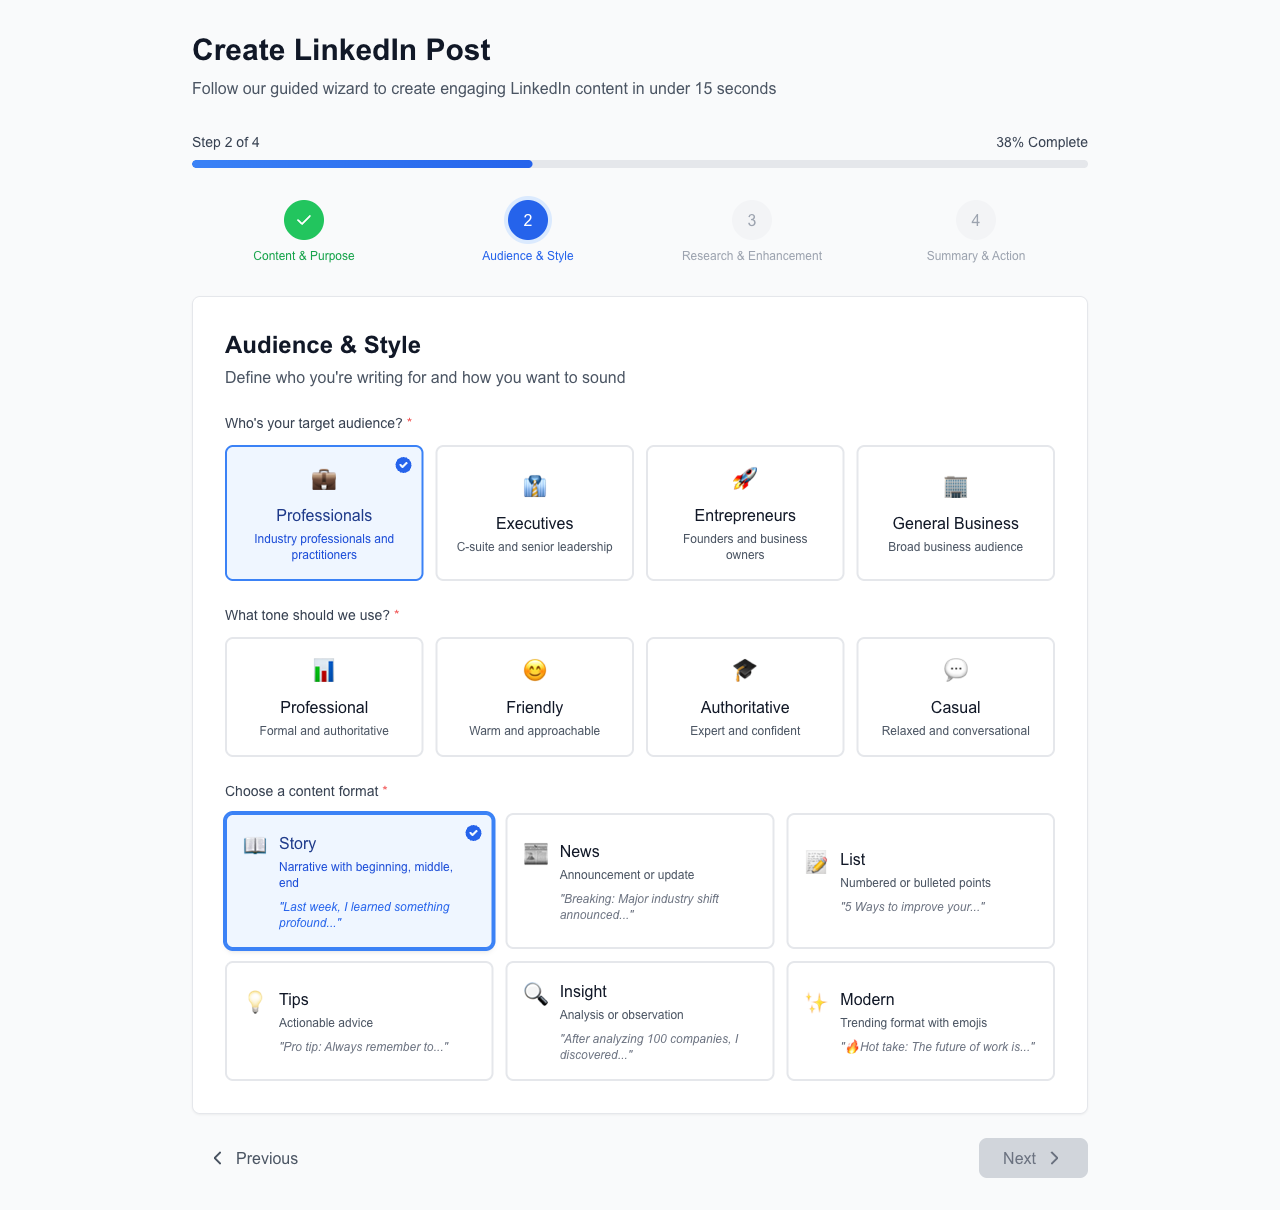 Create LinkedIn Post
Follow our guided wizard to create engaging LinkedIn content in under 15 seconds
Step 2 of 4
38% Complete
2
3
4
Content & Purpose
Audience & Style
Research & Enhancement
Summary & Action
Audience & Style
Define who you're writing for and how you want to sound
Who's your target audience? *
Professionals
Industry professionals and
practitioners
Executives
C-suite and senior leadership
Entrepreneurs
Founders and business
owners
General Business
Broad business audience
What tone should we use? *
Professional
Formal and authoritative
Friendly
Warm and approachable
Authoritative
Expert and confident
Casual
Relaxed and conversational
Choose a content format *
Story
Narrative with beginning, middle,
end
"Last week, I learned something
profound..."
News
Announcement or update
"Breaking: Major industry shift
announced..."
List
Numbered or bulleted points
"5 Ways to improve your..."
Tips
Actionable advice
"Pro tip: Always remember to..."
Insight
Analysis or observation
"After analyzing 100 companies, I
discovered..."
Modern
Trending format with emojis
"🔥Hot take: The future of work is..."
Previous
Next